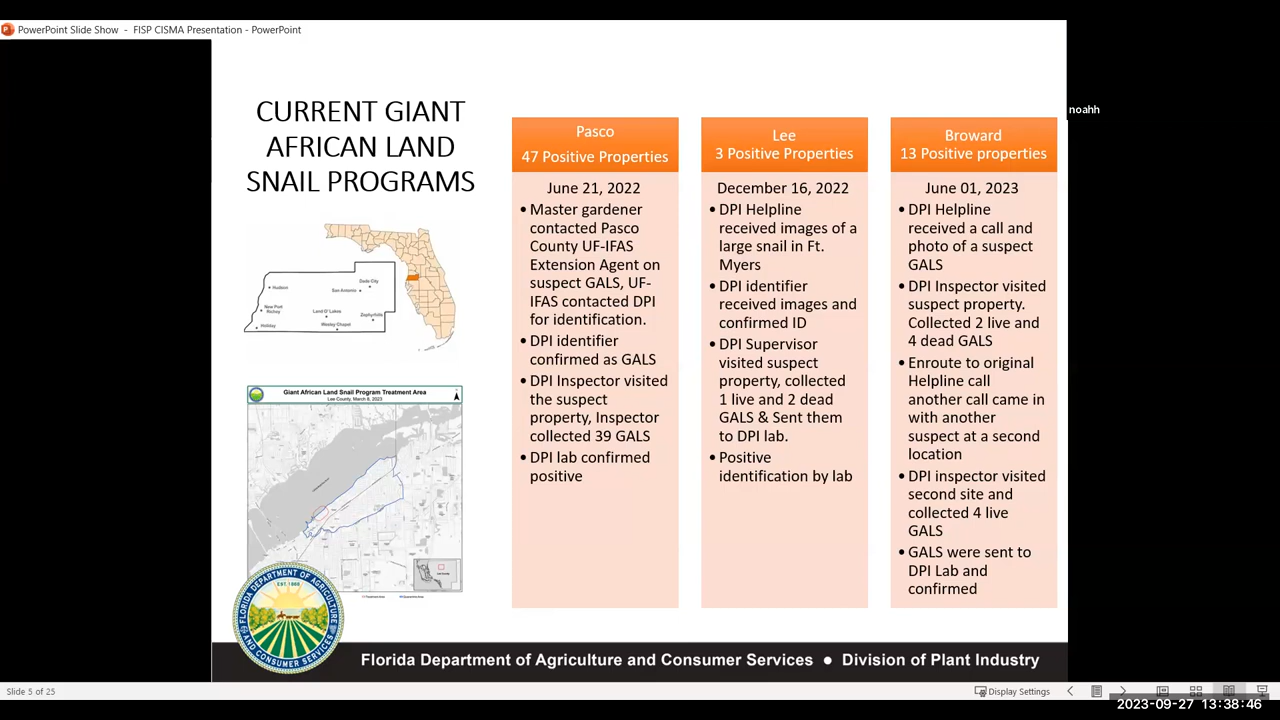 PowerPoint Slide Show - FISP CISMA Presentation - PowerPoint
noahh
CURRENT GIANT
AFRICAN LAND
SNAIL PROGRAMS
Hudson
Dade City
San Antonio
New Port
Richey
Land O' Lakes
Zephyrhills
Holiday
Wesley Chapel
Giant African Land Snail Program Treatment Area
Lee County, March 8, 2023
FLORIDA DEPARTMENT OF AGRICULTURE
AND CONSUMER SERVICES
EST. 1868
Pasco
47 Positive Properties
June 21, 2022
• Master gardener
contacted Pasco
County UF-IFAS
Extension Agent on
suspect GALS, UF-
IFAS contacted DPI
for identification.
• DPI identifier
confirmed as GALS
• DPI Inspector visited
the suspect
property, Inspector
collected 39 GALS
• DPI lab confirmed
positive
Lee
3 Positive Properties
December 16, 2022
• DPI Helpline
received images of a
large snail in Ft.
Myers
• DPI identifier
received images and
confirmed ID
• DPI Supervisor
visited suspect
property, collected
1 live and 2 dead
GALS & Sent them
to DPI lab.
• Positive
identification by lab
Broward
13 Positive properties
June 01, 2023
• DPI Helpline
received a call and
photo of a suspect
GALS
• DPI Inspector visited
suspect property.
Collected 2 live and
4 dead GALS
• Enroute to original
Helpline call
another call came in
with another
suspect at a second
location
• DPI inspector visited
second site and
collected 4 live
GALS
• GALS were sent to
DPI Lab and
confirmed
Florida Department of Agriculture and Consumer Services ● Division of Plant Industry
Slide 5 of 25
Display Settings
2023-09-27 13:38:46